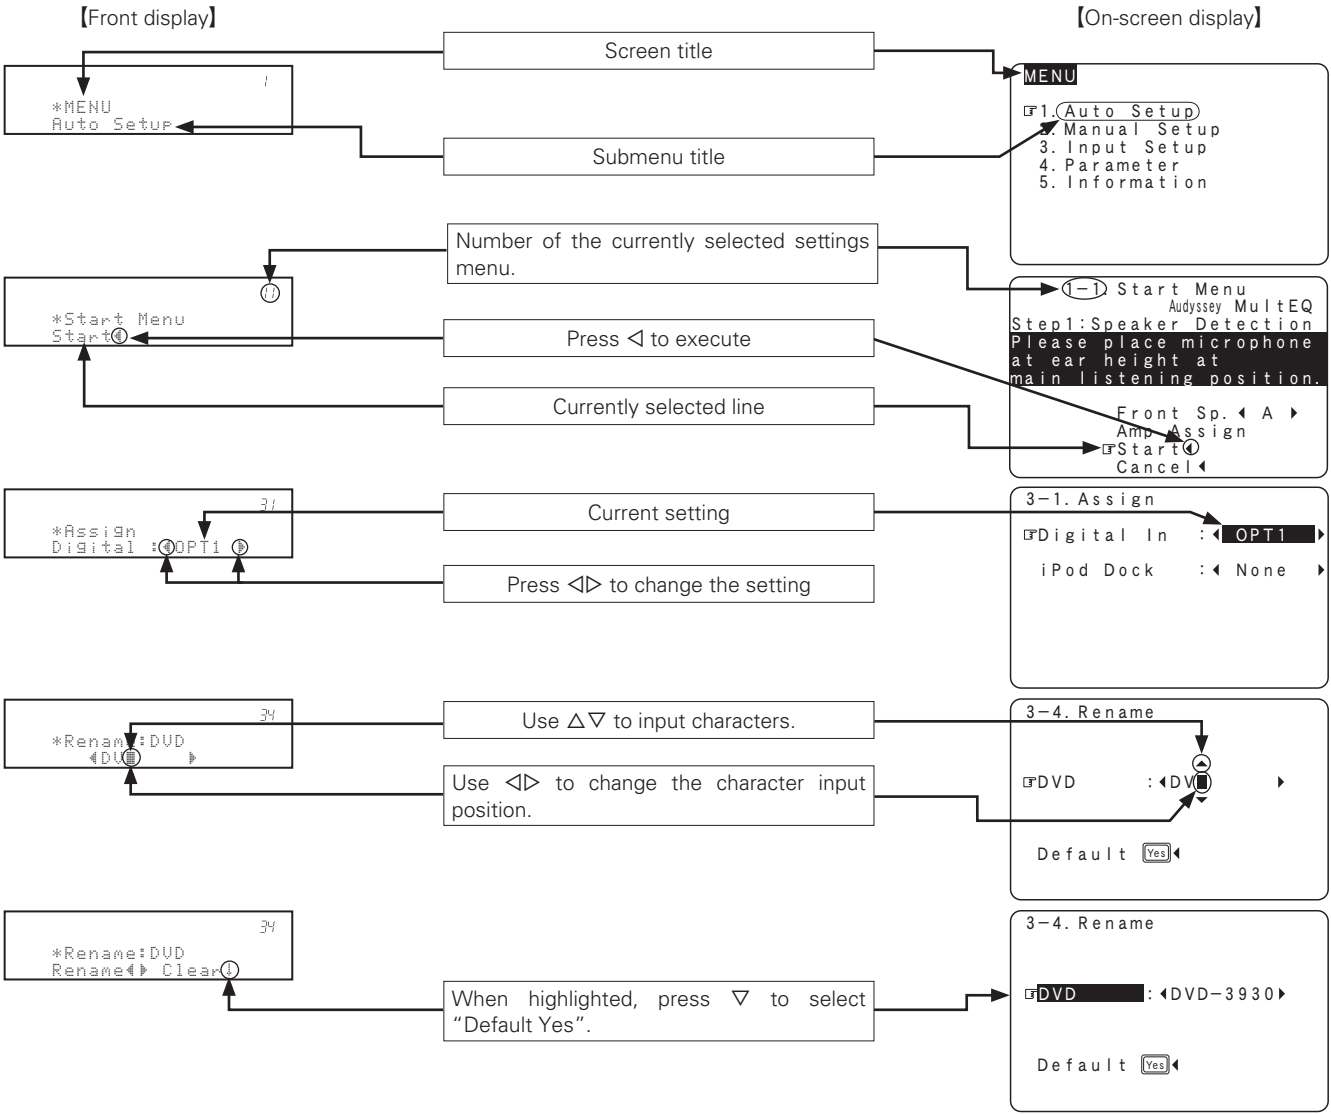 【Front display】
【On-screen display】
Screen title
1
*MENU
Auto Setup
Submenu title
MENU
☞1. Auto Setup
2. Manual Setup
3. Input Setup
4. Parameter
5. Information
Number of the currently selected settings
menu.
11
*Start Menu
Start◀
Press ◁ to execute
Currently selected line
1-1. Start Menu
Audyssey MultEQ
Step1:Speaker Detection
Please place microphone
at ear height at
main listening position.
Front Sp.◀ A ▶
Amp Assign
☞Start◀
Cancel◀
31
*Assign
Digital :◀OPT1 ▶
Current setting
Press ◁▷ to change the setting
3-1. Assign
☞Digital In :◀ OPT1 ▶
iPod Dock :◀ None ▶
34
*Rename:DVD
◀DV ▶
Use △▽ to input characters.
Use ◁▷ to change the character input
position.
3-4. Rename
☞DVD :◀DV ▶
Default Yes◀
34
*Rename:DVD
Rename◀▶ Clear↓
When highlighted, press ▽ to select
“Default Yes”.
3-4. Rename
☞DVD :◀DVD-3930▶
Default Yes◀